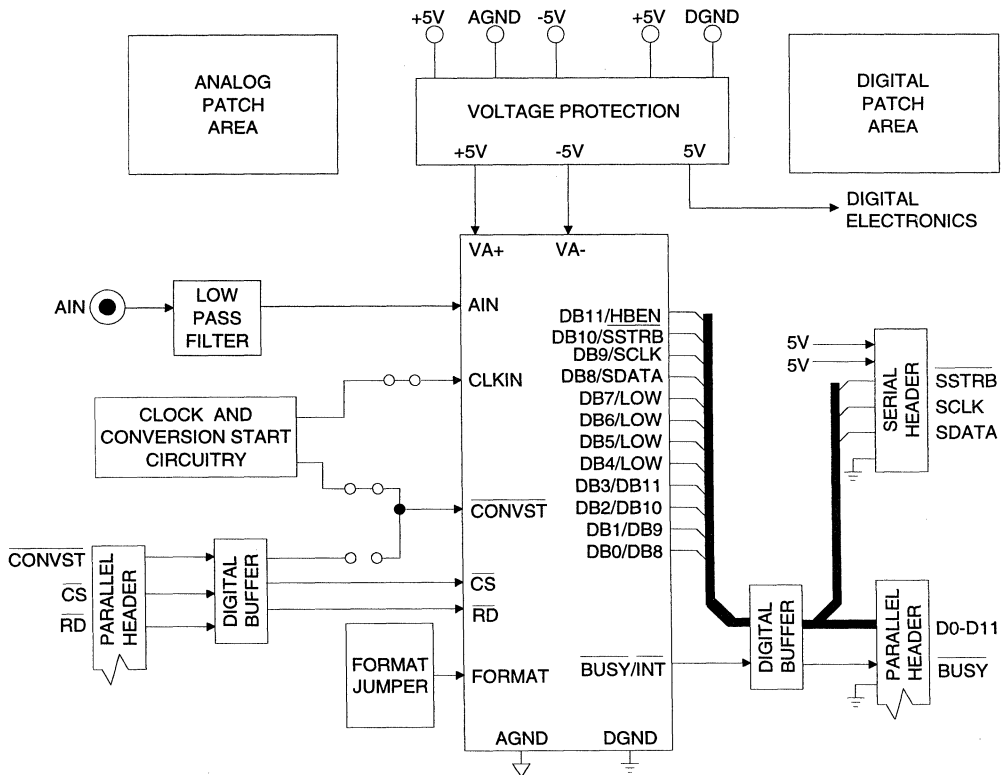 +5V AGND -5V +5V DGND
ANALOG
PATCH
AREA
VOLTAGE PROTECTION
+5V -5V 5V
DIGITAL
PATCH
AREA
DIGITAL
ELECTRONICS
VA+ VA-
AIN
LOW
PASS
FILTER
AIN
CLKIN
CLOCK AND
CONVERSION START
CIRCUITRY
CONVST
CONVST
CS
RD
PARALLEL
HEADER
DIGITAL
BUFFER
CS
RD
FORMAT
JUMPER
FORMAT
AGND DGND
DB11/HBEN
DB10/SSTRB
DB9/SCLK
DB8/SDATA
DB7/LOW
DB6/LOW
DB5/LOW
DB4/LOW
DB3/DB11
DB2/DB10
DB1/DB9
DB0/DB8
BUSY/INT
5V
5V
SERIAL
HEADER
SSTRB
SCLK
SDATA
DIGITAL
BUFFER
PARALLEL
HEADER
D0-D11
BUSY